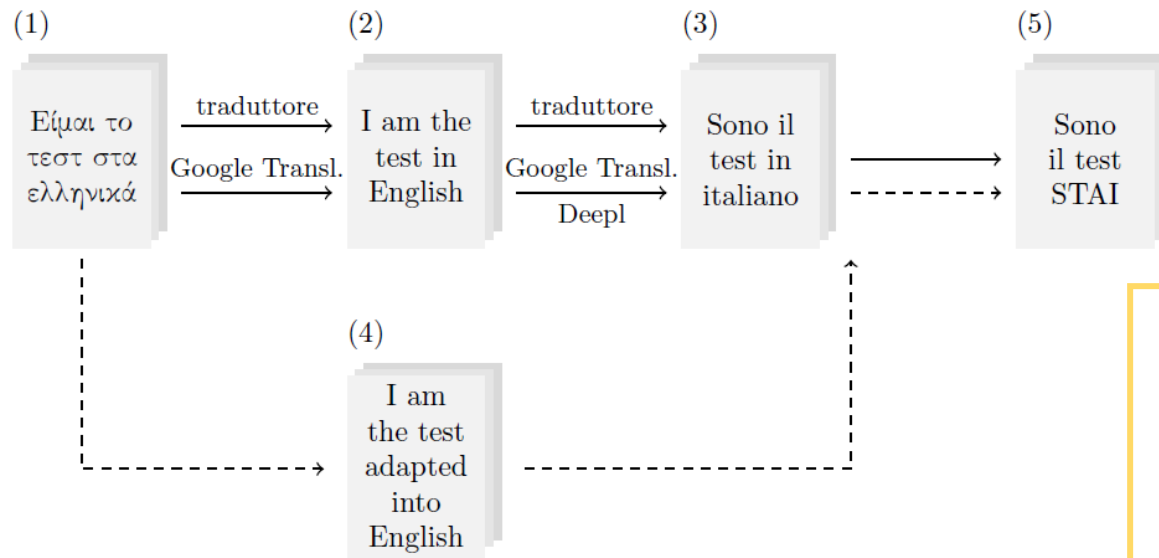 (1)
Είμαι το
τεστ στα
ελληνικά
traduttore
Google Transl.
(2)
I am the
test in
English
traduttore
Google Transl.
Deepl
(3)
Sono il
test in
italiano
(5)
Sono
il test
STAI
(4)
I am
the test
adapted
into
English